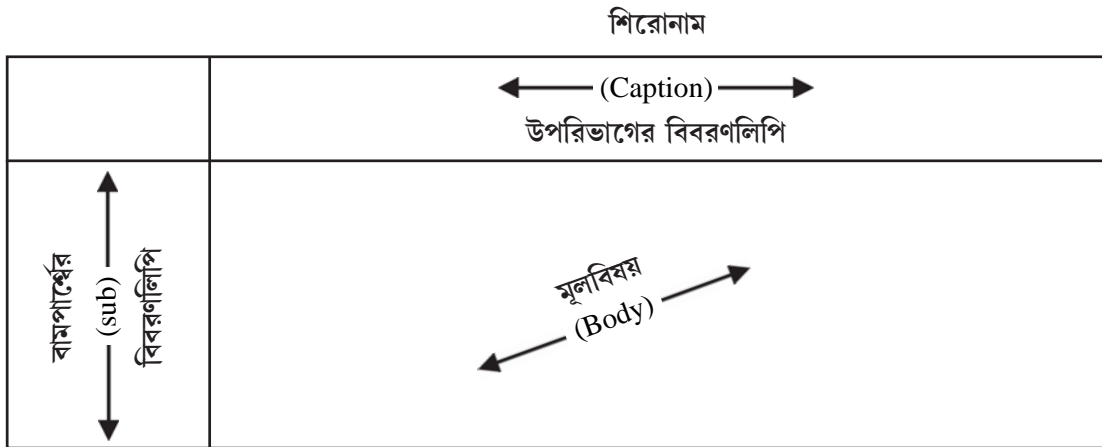 শিরোনাম
(Caption)
উপরিভাগের বিবরণলিপি
বামপার্শ্বের
(sub)
বিবরণলিপি
মূলবিষয়
(Body)